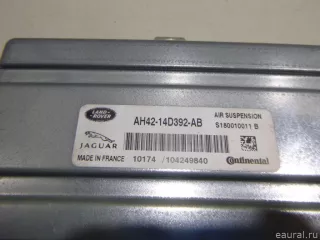 LAND-
ROVER
AH42-14D392-AB
AIR SUSPENSION
S180010011 B
JAGUAR
MADE IN FRANCE
10174 / 104249840
Continental
eaural.ru